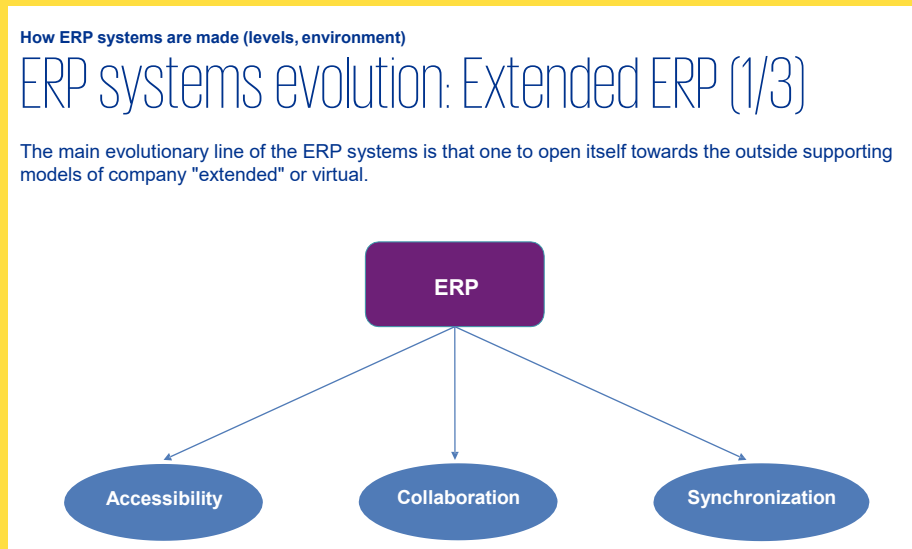 How ERP systems are made (levels, environment)
ERP systems evolution: Extended ERP (1/3)
The main evolutionary line of the ERP systems is that one to open itself towards the outside supporting
models of company "extended" or virtual.
ERP
Accessibility
Collaboration
Synchronization